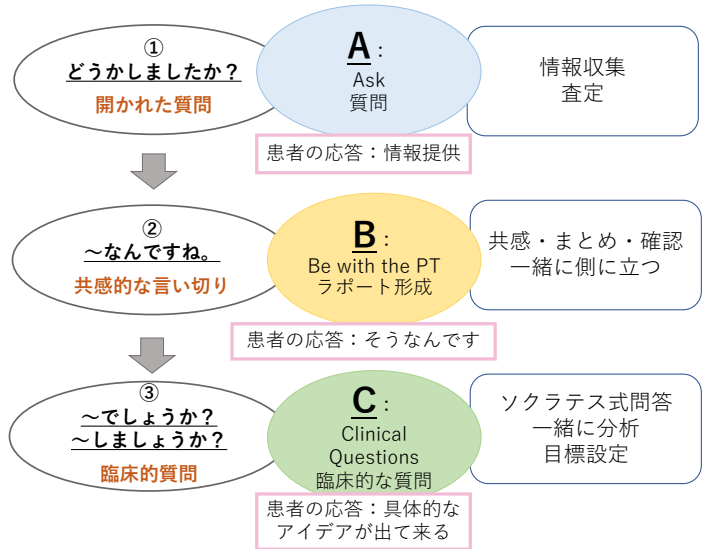 ①
どうかしましたか？
開かれた質問
A：
Ask
質問
情報収集
査定
患者の応答：情報提供
②
～なんですね。
共感的な言い切り
B：
Be with the PT
ラポート形成
共感・まとめ・確認
一緒に側に立つ
患者の応答：そうなんです
③
～でしょうか？
～しましょうか？
臨床的質問
C：
Clinical
Questions
臨床的な質問
ソクラテス式問答
一緒に分析
目標設定
患者の応答：具体的な
アイデアが出て来る